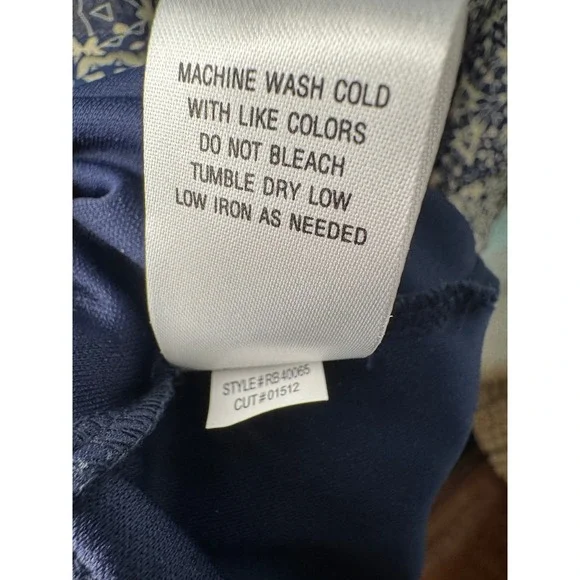 MACHINE WASH COLD
WITH LIKE COLORS
DO NOT BLEACH
TUMBLE DRY LOW
LOW IRON AS NEEDED
STYLE#RB40065
CUT#01512